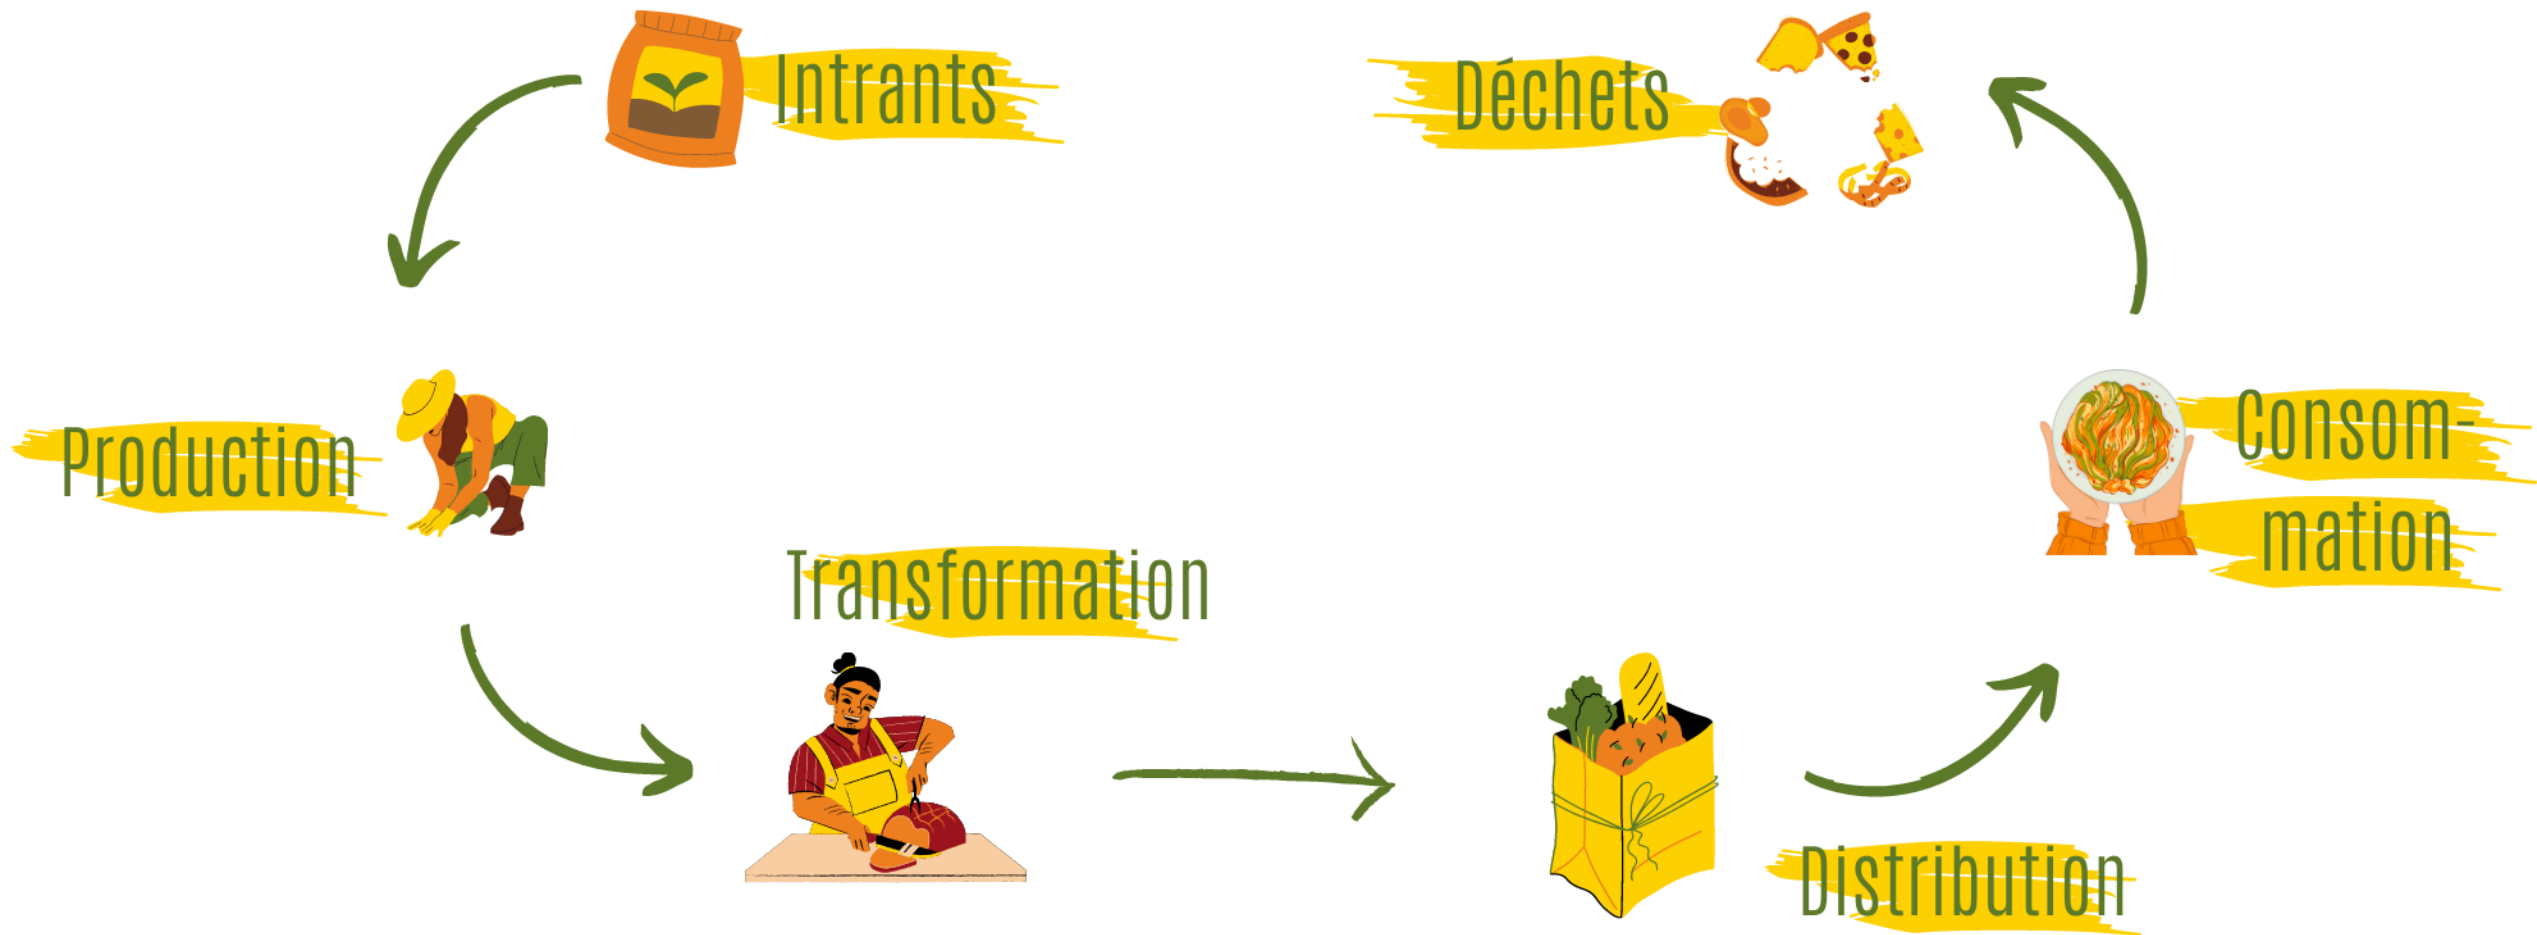 Intrants
Déchets
Production
Consom-
mation
Transformation
Distribution